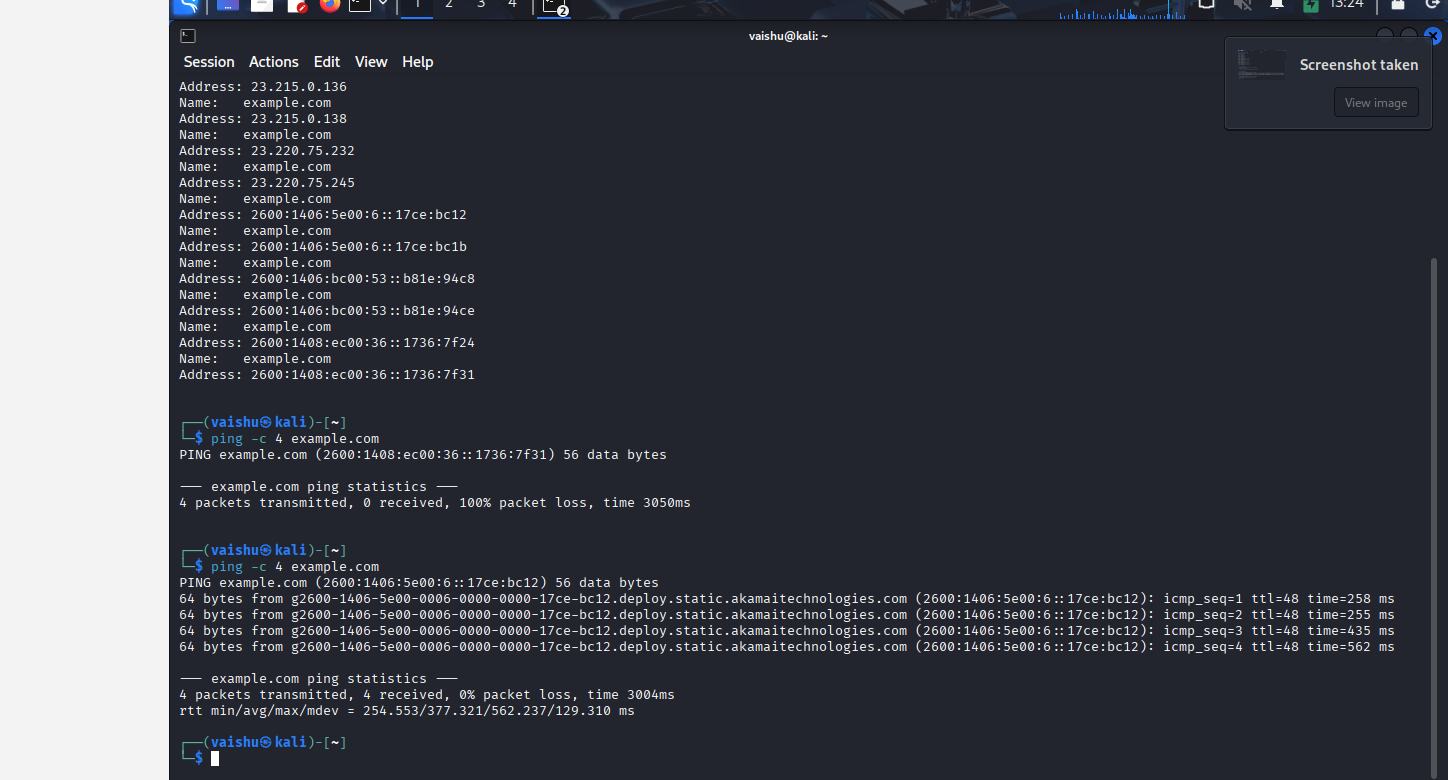 1 2 3 4 2 13:24
vaishu@kali: ~
Session Actions Edit View Help
Screenshot taken
View image
Address: 23.215.0.136
Name:   example.com
Address: 23.215.0.138
Name:   example.com
Address: 23.220.75.232
Name:   example.com
Address: 23.220.75.245
Name:   example.com
Address: 2600:1406:5e00:6::17ce:bc12
Name:   example.com
Address: 2600:1406:5e00:6::17ce:bc1b
Name:   example.com
Address: 2600:1406:bc00:53::b81e:94c8
Name:   example.com
Address: 2600:1406:bc00:53::b81e:94ce
Name:   example.com
Address: 2600:1408:ec00:36::1736:7f24
Name:   example.com
Address: 2600:1408:ec00:36::1736:7f31
┌──(vaishu㉿kali)-[~]
└─$ ping -c 4 example.com
PING example.com (2600:1408:ec00:36::1736:7f31) 56 data bytes
--- example.com ping statistics ---
4 packets transmitted, 0 received, 100% packet loss, time 3050ms
┌──(vaishu㉿kali)-[~]
└─$ ping -c 4 example.com
PING example.com (2600:1406:5e00:6::17ce:bc12) 56 data bytes
64 bytes from g2600-1406-5e00-0006-0000-0000-17ce-bc12.deploy.static.akamaitechnologies.com (2600:1406:5e00:6::17ce:bc12): icmp_seq=1 ttl=48 time=258 ms
64 bytes from g2600-1406-5e00-0006-0000-0000-17ce-bc12.deploy.static.akamaitechnologies.com (2600:1406:5e00:6::17ce:bc12): icmp_seq=2 ttl=48 time=255 ms
64 bytes from g2600-1406-5e00-0006-0000-0000-17ce-bc12.deploy.static.akamaitechnologies.com (2600:1406:5e00:6::17ce:bc12): icmp_seq=3 ttl=48 time=435 ms
64 bytes from g2600-1406-5e00-0006-0000-0000-17ce-bc12.deploy.static.akamaitechnologies.com (2600:1406:5e00:6::17ce:bc12): icmp_seq=4 ttl=48 time=562 ms
--- example.com ping statistics ---
4 packets transmitted, 4 received, 0% packet loss, time 3004ms
rtt min/avg/max/mdev = 254.553/377.321/562.237/129.310 ms
┌──(vaishu㉿kali)-[~]
└─$